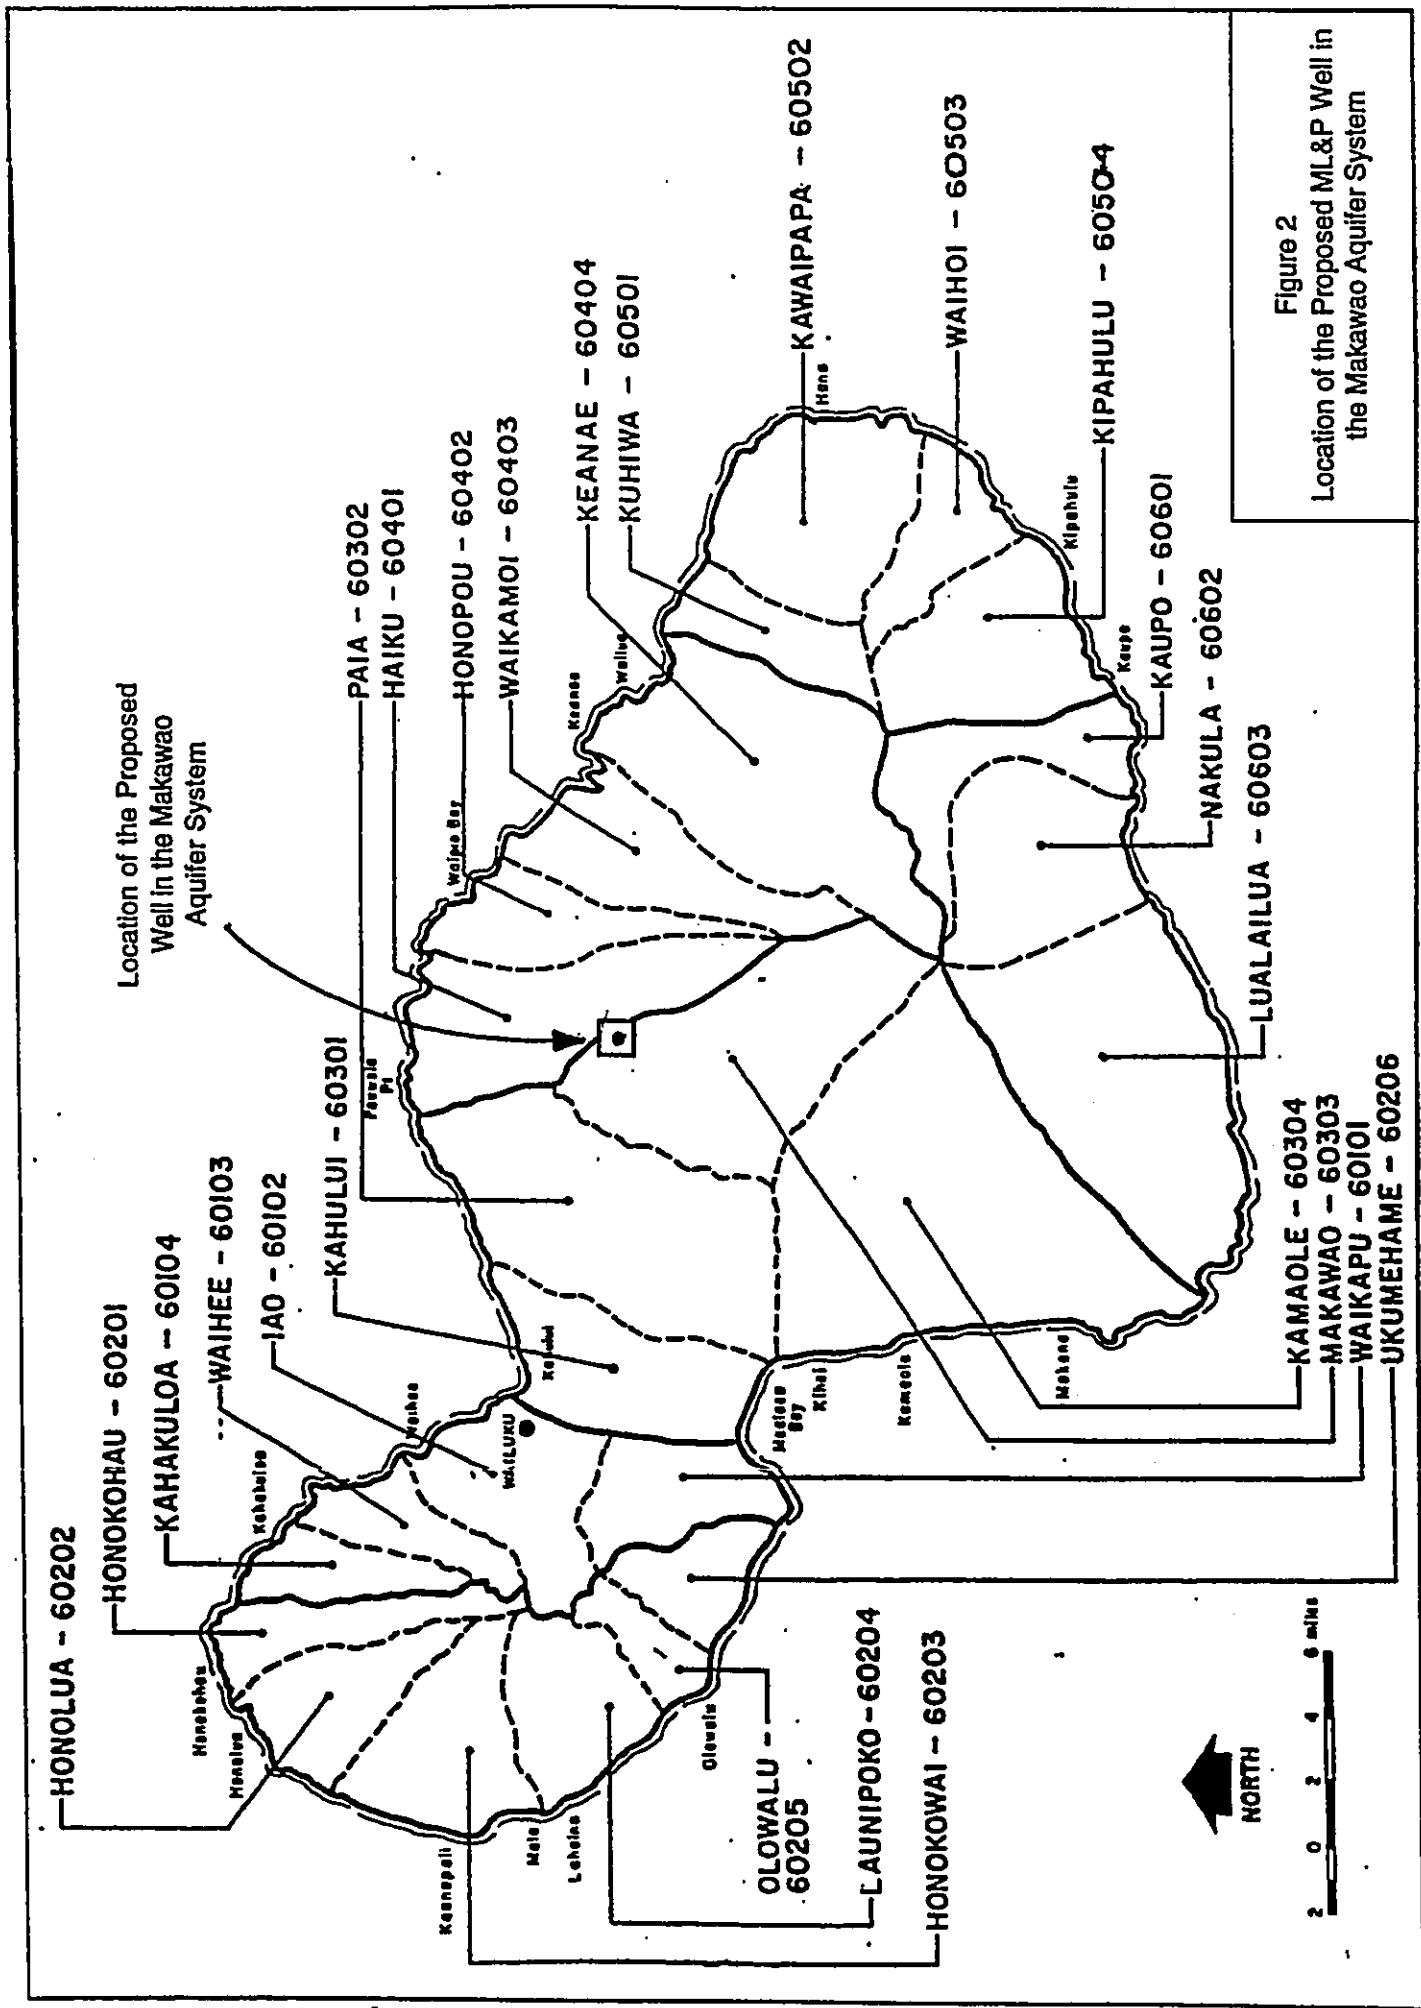 HONOLUA - 60202
HONOKOHAU - 60201
KAHAKULOA - 60104
WAIHEE - 60103
IAO - 60102
KAHULUI - 60301
Location of the Proposed
Well in the Makawao
Aquifer System
PAIA - 60302
HAIKU - 60401
HONOPOU - 60402
WAIKAMOI - 60403
KEANAE - 60404
KUHIWA - 60501
KAWAIPAPA - 60502
WAIHOI - 60503
KIPAHULU - 60504
KAUPO - 60601
NAKULA - 60602
LUALAILUA - 60603
KAMAOLE - 60304
MAKAWAO - 60303
WAIKAPU - 60101
UKUMEHAME - 60206
OLOWALU -
60205
LAUNIPOKO - 60204
HONOKOWAI - 60203
Honokohau
Honolua
Kahakuloa
Waihee
WAILUKU
Kahului
Pauwela
Pt
Waipio Bay
Keanae
Wailua
Hana
Kipahulu
Kaupo
Maalaea
Bay
Kihei
Kamaole
Makena
Olowalu
Lahaina
Mala
Kaanapali
NORTH
2 0 2 4 6 miles
Figure 2
Location of the Proposed ML&P Well in
the Makawao Aquifer System